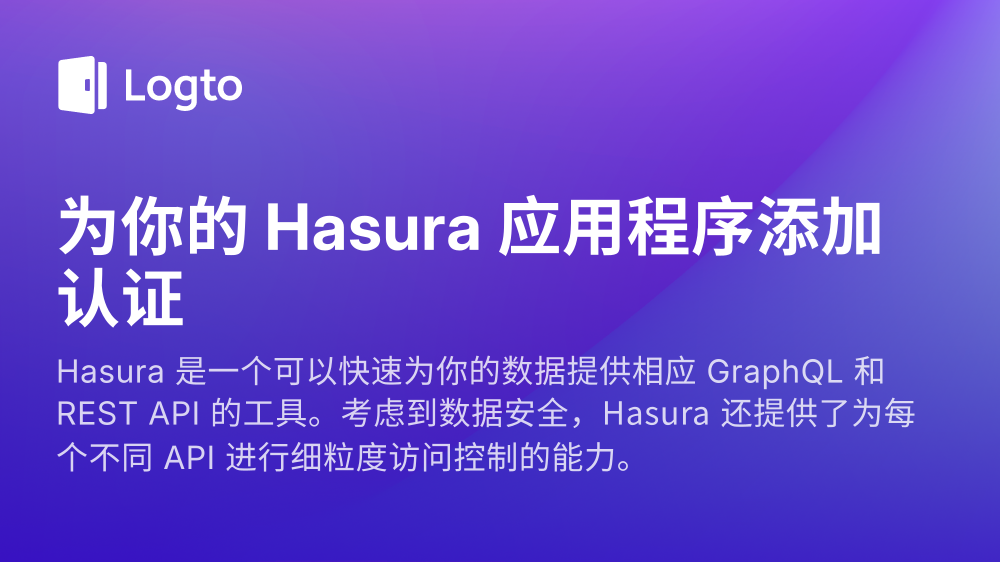 Logto
为你的 Hasura 应用程序添加
认证
Hasura 是一个可以快速为你的数据提供相应 GraphQL 和
REST API 的工具。考虑到数据安全，Hasura 还提供了为每
个不同 API 进行细粒度访问控制的能力。